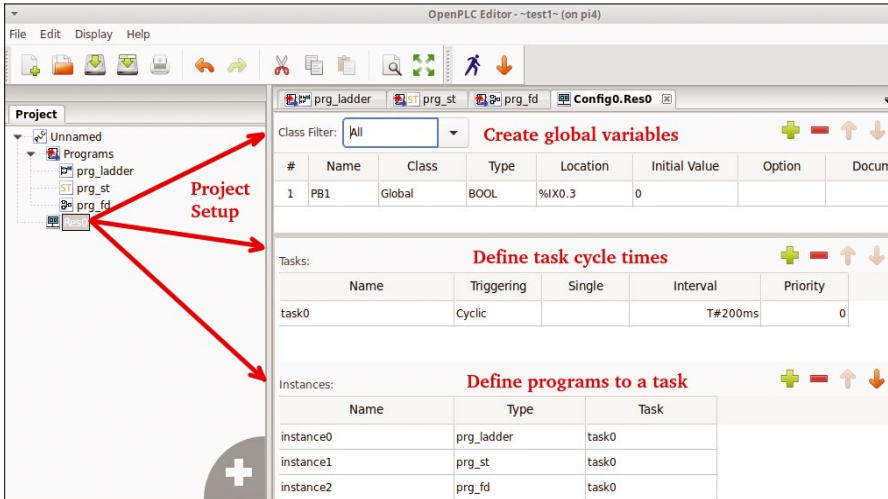 OpenPLC Editor - ~test1~ (on pi4)
File Edit Display Help
prg_ladder ST prg_st prg_fd Config0.Res0
Project
Unnamed
Programs
prg_ladder
ST prg_st
prg_fd
Res0
Project
Setup
Class Filter: All Create global variables
# Name Class Type Location Initial Value Option Docum
1 PB1 Global BOOL %IX0.3 0
Tasks: Define task cycle times
Name Triggering Single Interval Priority
task0 Cyclic T#200ms 0
Instances: Define programs to a task
Name Type Task
instance0 prg_ladder task0
instance1 prg_st task0
instance2 prg_fd task0